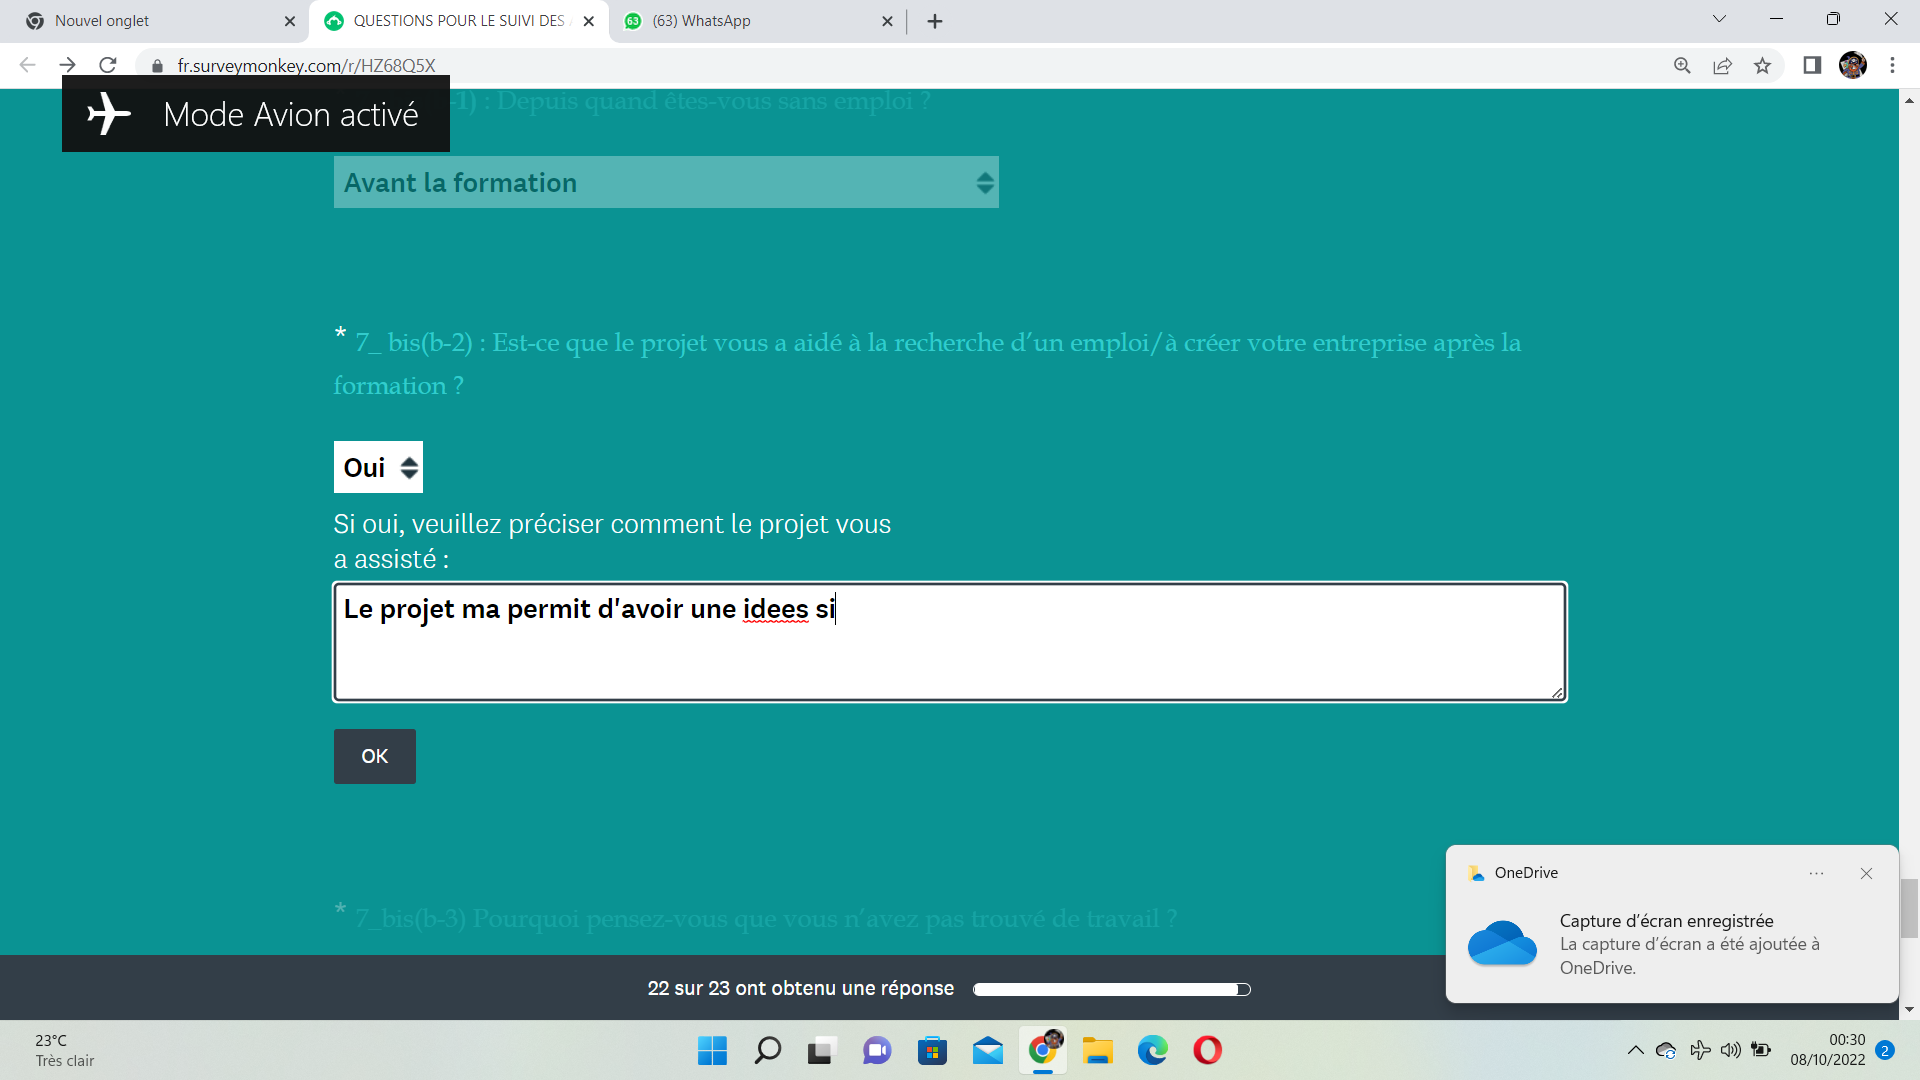 Nouvel onglet
QUESTIONS POUR LE SUIVI DES
(63) WhatsApp
fr.surveymonkey.com/r/HZ68Q5X
Mode Avion activé
-1) : Depuis quand êtes-vous sans emploi ?
Avant la formation
* 7_ bis(b-2) : Est-ce que le projet vous a aidé à la recherche d’un emploi/à créer votre entreprise après la
formation ?
Oui
Si oui, veuillez préciser comment le projet vous
a assisté :
Le projet ma permit d'avoir une idees si
OK
* 7_bis(b-3) Pourquoi pensez-vous que vous n’avez pas trouvé de travail ?
OneDrive
Capture d’écran enregistrée
La capture d’écran a été ajoutée à
OneDrive.
22 sur 23 ont obtenu une réponse
23°C
Très clair
00:30
08/10/2022
2